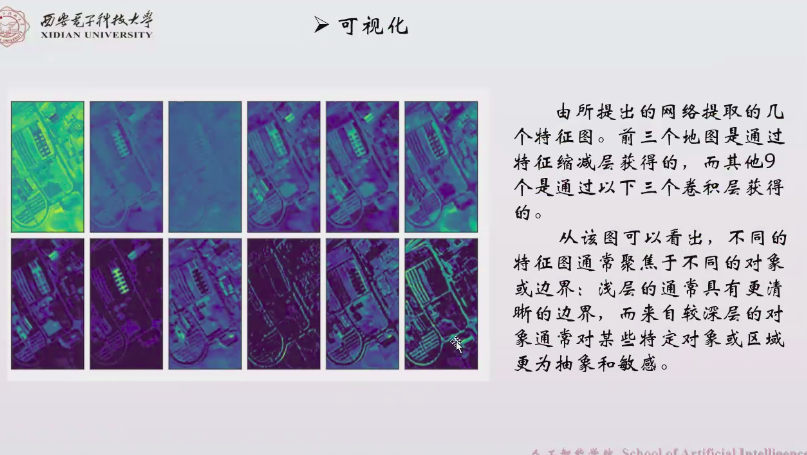 西安电子科技大学
XIDIAN UNIVERSITY
➢ 可视化
由所提出的网络提取的几
个特征图。前三个地图是通过
特征缩减层获得的，而其他9
个是通过以下三个卷积层获得
的。
从该图可以看出，不同的
特征图通常聚焦于不同的对象
或边界；浅层的通常具有更清
晰的边界，而来自较深层的对
象通常对某些特定对象或区域
更为抽象和敏感。
人工智能学院 School of Artificial Intelligence